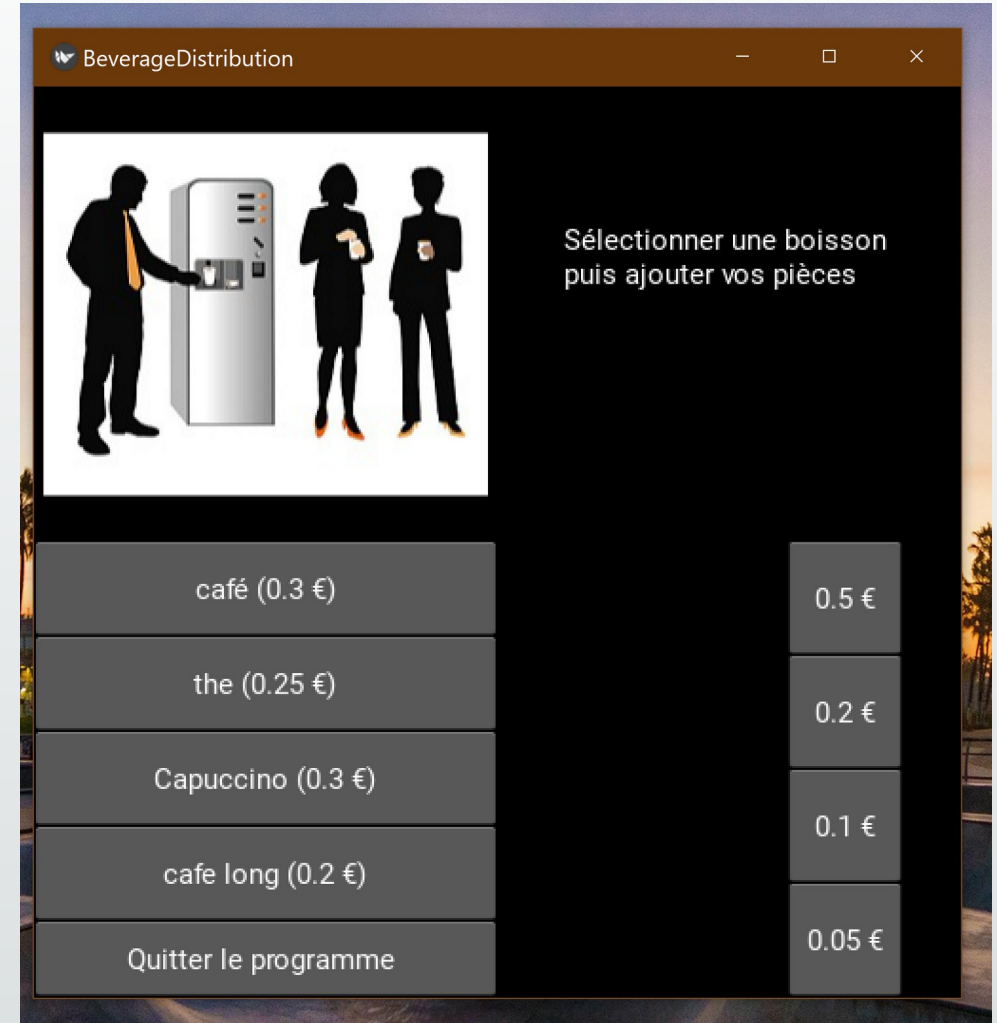 BeverageDistribution
Sélectionner une boisson
puis ajouter vos pièces
café (0.3 €)
the (0.25 €)
Capuccino (0.3 €)
cafe long (0.2 €)
Quitter le programme
0.5 €
0.2 €
0.1 €
0.05 €